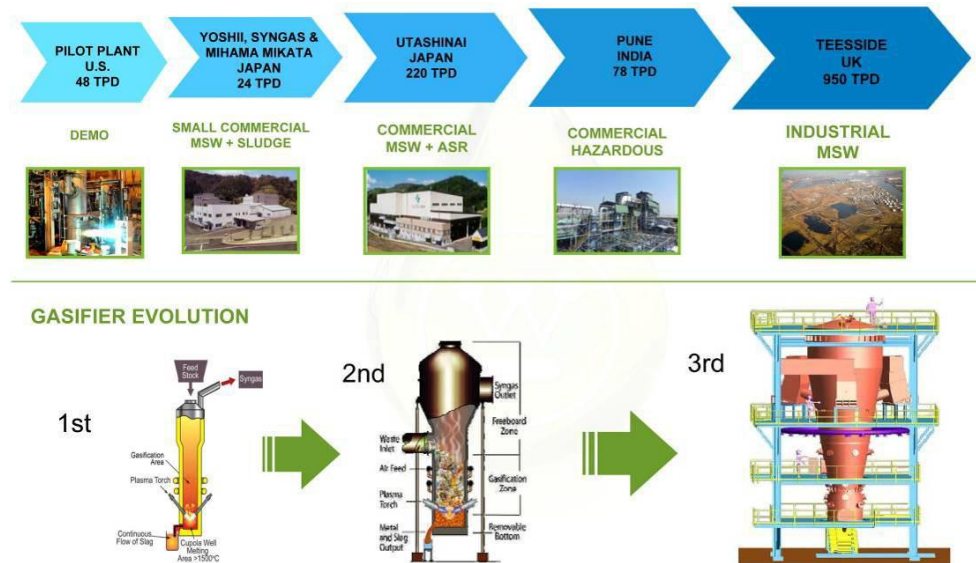 PILOT PLANT
U.S.
48 TPD
YOSHII, SYNGAS &
MIHAMA MIKATA
JAPAN
24 TPD
UTASHINAI
JAPAN
220 TPD
PUNE
INDIA
78 TPD
TEESSIDE
UK
950 TPD
DEMO
SMALL COMMERCIAL
MSW + SLUDGE
COMMERCIAL
MSW + ASR
COMMERCIAL
HAZARDOUS
INDUSTRIAL
MSW
GASIFIER EVOLUTION
1st
Feed
Stock
Syngas
Gasification
Area
Plasma Torch
Continuous
Flow of Slag
Cupola Well
Melting
Area >1500°C
2nd
Syngas
Outlet
Freeboard
Zone
Waste
Inlet
Air Feed
Gasification
Zone
Plasma
Torch
Metal
and Slag
Output
Removable
Bottom
3rd